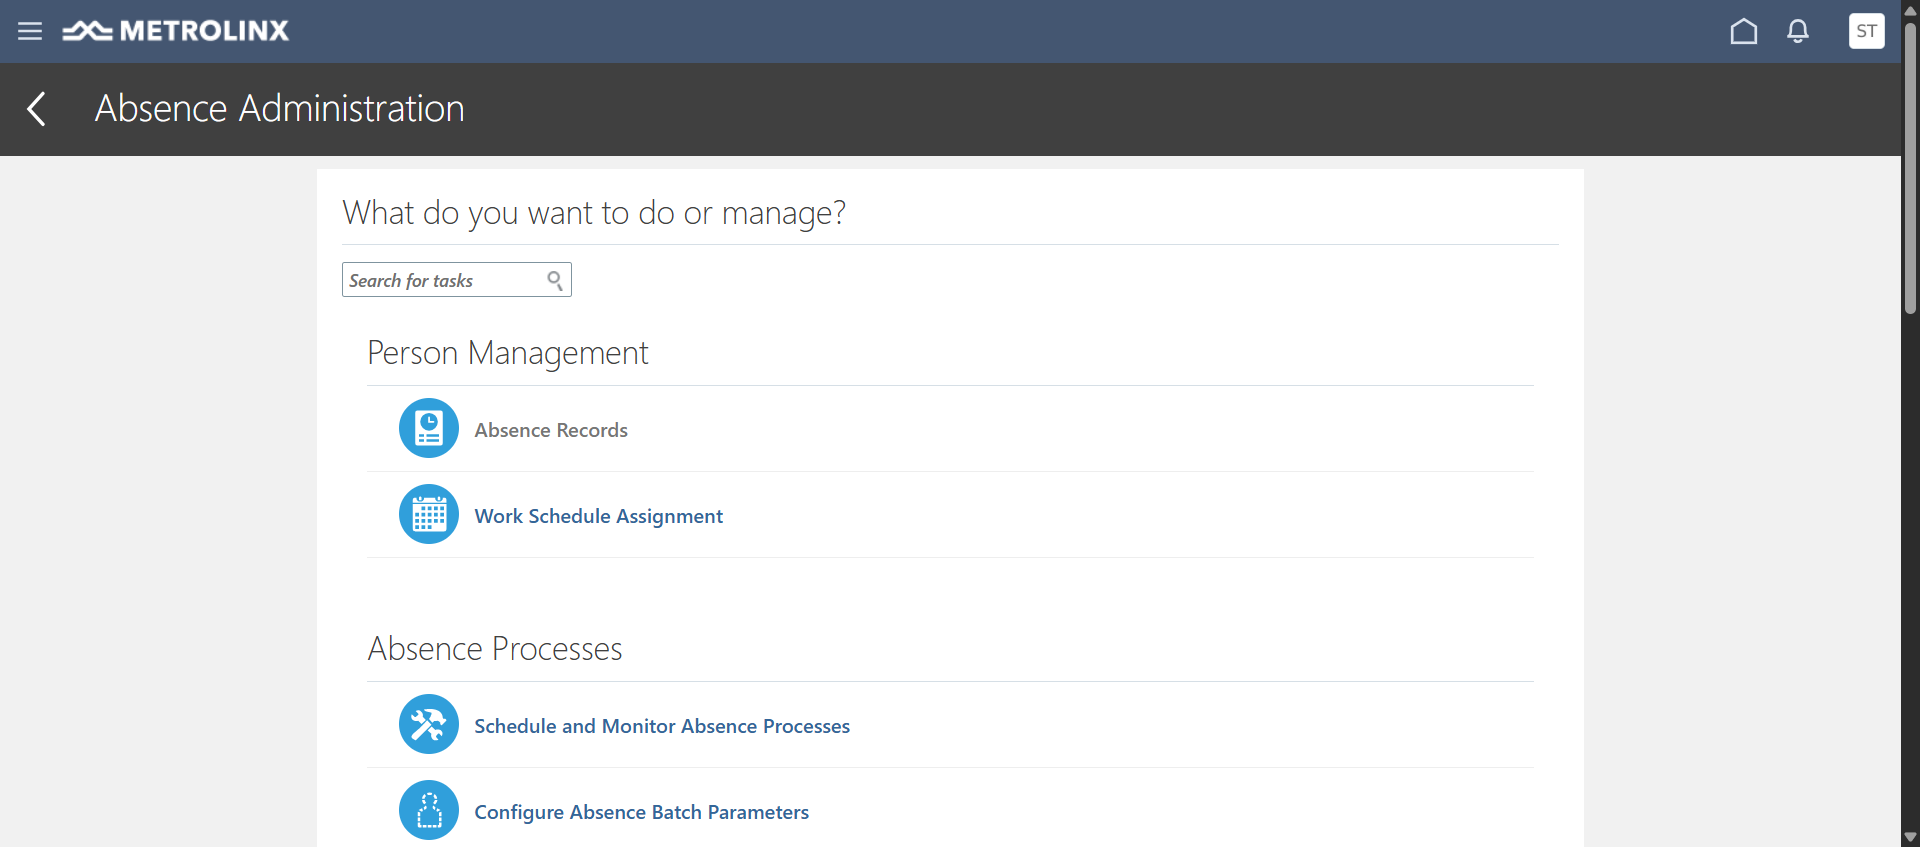 METROLINX
ST
Absence Administration
What do you want to do or manage?
Search for tasks
Person Management
Absence Records
Work Schedule Assignment
Absence Processes
Schedule and Monitor Absence Processes
Configure Absence Batch Parameters